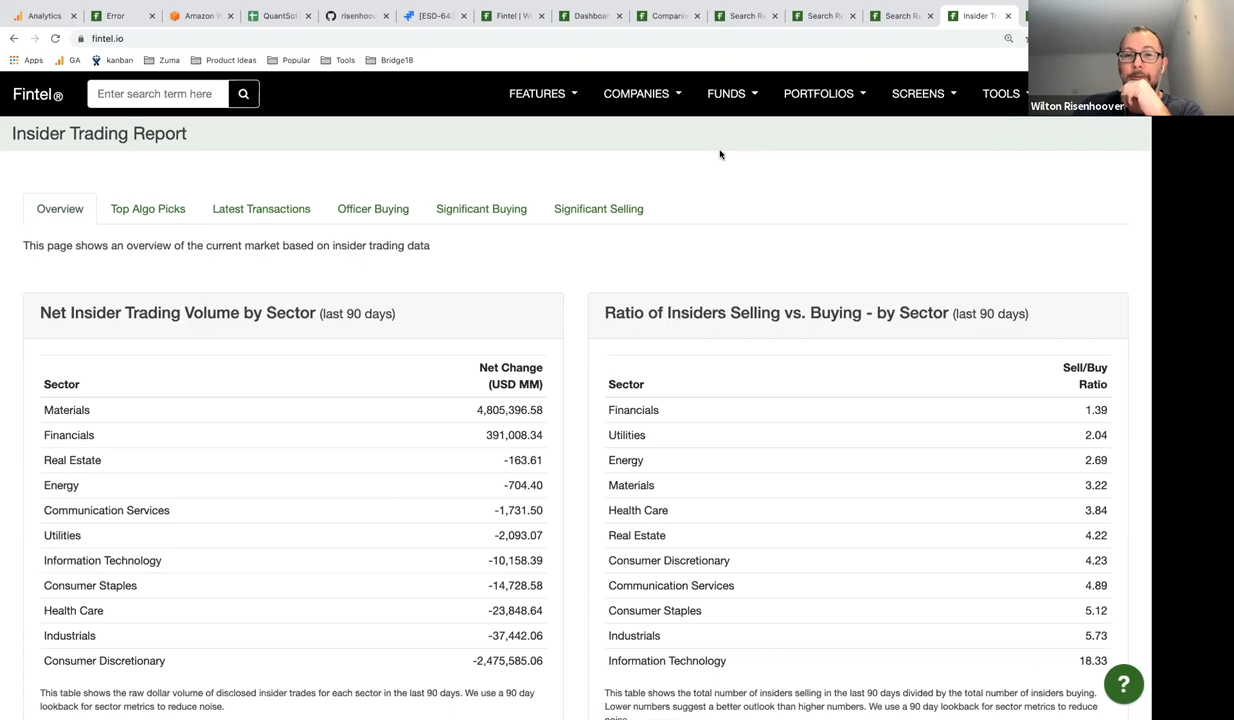 Analytics Error Amazon W QuantSof risenhoov [ESD-642 Fintel | W Dashboar Companie Search Re Search Re Search Re Insider Tr
fintel.io
Apps GA kanban Zuma Product Ideas Popular Tools Bridge18
Fintel® Enter search term here FEATURES COMPANIES FUNDS PORTFOLIOS SCREENS TOOLS
Wilton Risenhoover
Insider Trading Report
Overview Top Algo Picks Latest Transactions Officer Buying Significant Buying Significant Selling
This page shows an overview of the current market based on insider trading data
Net Insider Trading Volume by Sector (last 90 days)
Sector Net Change (USD MM)
Materials 4,805,396.58
Financials 391,008.34
Real Estate -163.61
Energy -704.40
Communication Services -1,731.50
Utilities -2,093.07
Information Technology -10,158.39
Consumer Staples -14,728.58
Health Care -23,848.64
Industrials -37,442.06
Consumer Discretionary -2,475,585.06
This table shows the raw dollar volume of disclosed insider trades for each sector in the last 90 days. We use a 90 day
lookback for sector metrics to reduce noise.
Ratio of Insiders Selling vs. Buying - by Sector (last 90 days)
Sector Sell/Buy Ratio
Financials 1.39
Utilities 2.04
Energy 2.69
Materials 3.22
Health Care 3.84
Real Estate 4.22
Consumer Discretionary 4.23
Communication Services 4.89
Consumer Staples 5.12
Industrials 5.73
Information Technology 18.33
This table shows the total number of insiders selling in the last 90 days divided by the total number of insiders buying.
Lower numbers suggest a better outlook than higher numbers. We use a 90 day lookback for sector metrics to reduce
noise.
?